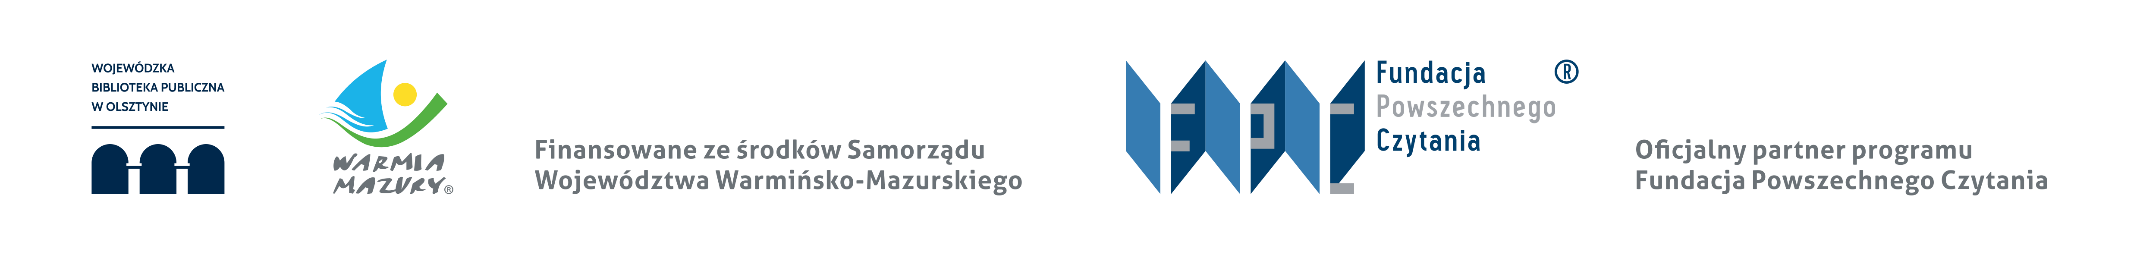 WOJEWÓDZKA
BIBLIOTEKA PUBLICZNA
W OLSZTYNIE
WARMIA
MAZURY®
Finansowane ze środków Samorządu
Województwa Warmińsko-Mazurskiego
FPC
Fundacja ®
Powszechnego
Czytania
Oficjalny partner programu
Fundacja Powszechnego Czytania